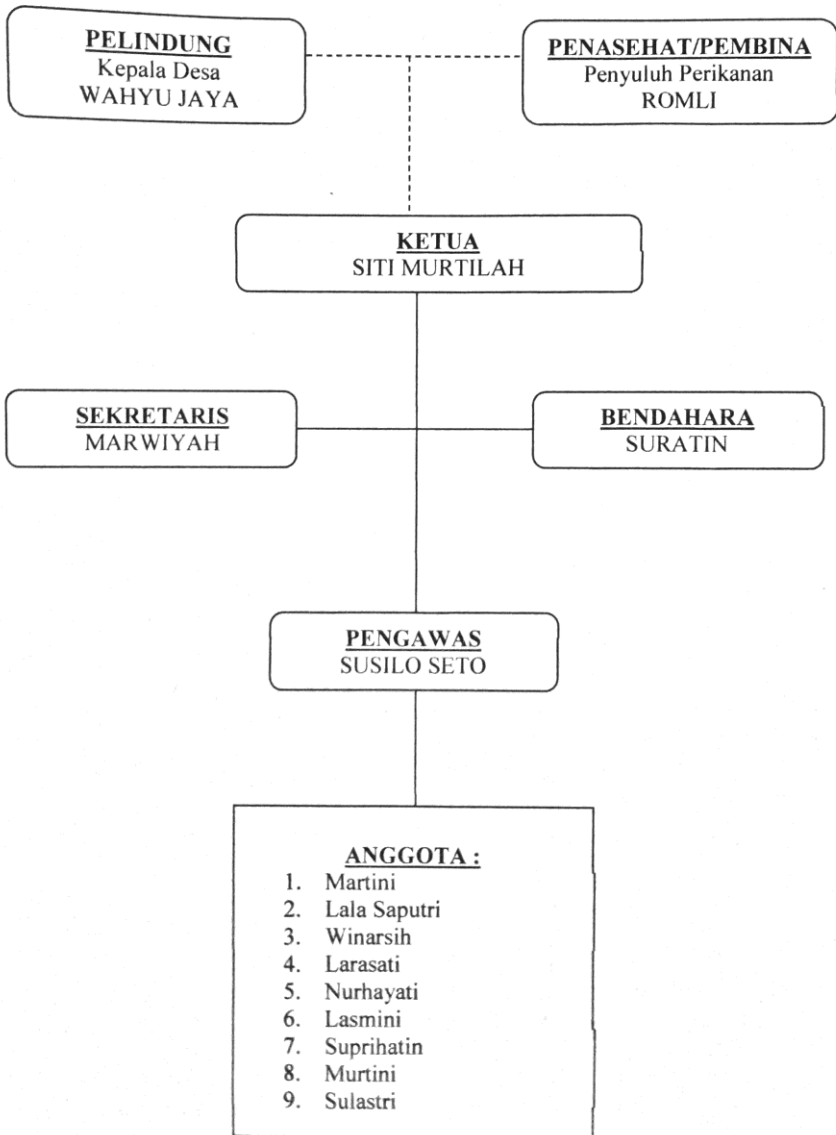 PELINDUNG
Kepala Desa
WAHYU JAYA
PENASEHAT/PEMBINA
Penyuluh Perikanan
ROMLI
KETUA
SITI MURTILAH
SEKRETARIS
MARWIYAH
BENDAHARA
SURATIN
PENGAWAS
SUSILO SETO
ANGGOTA :
1. Martini
2. Lala Saputri
3. Winarsih
4. Larasati
5. Nurhayati
6. Lasmini
7. Suprihatin
8. Murtini
9. Sulastri